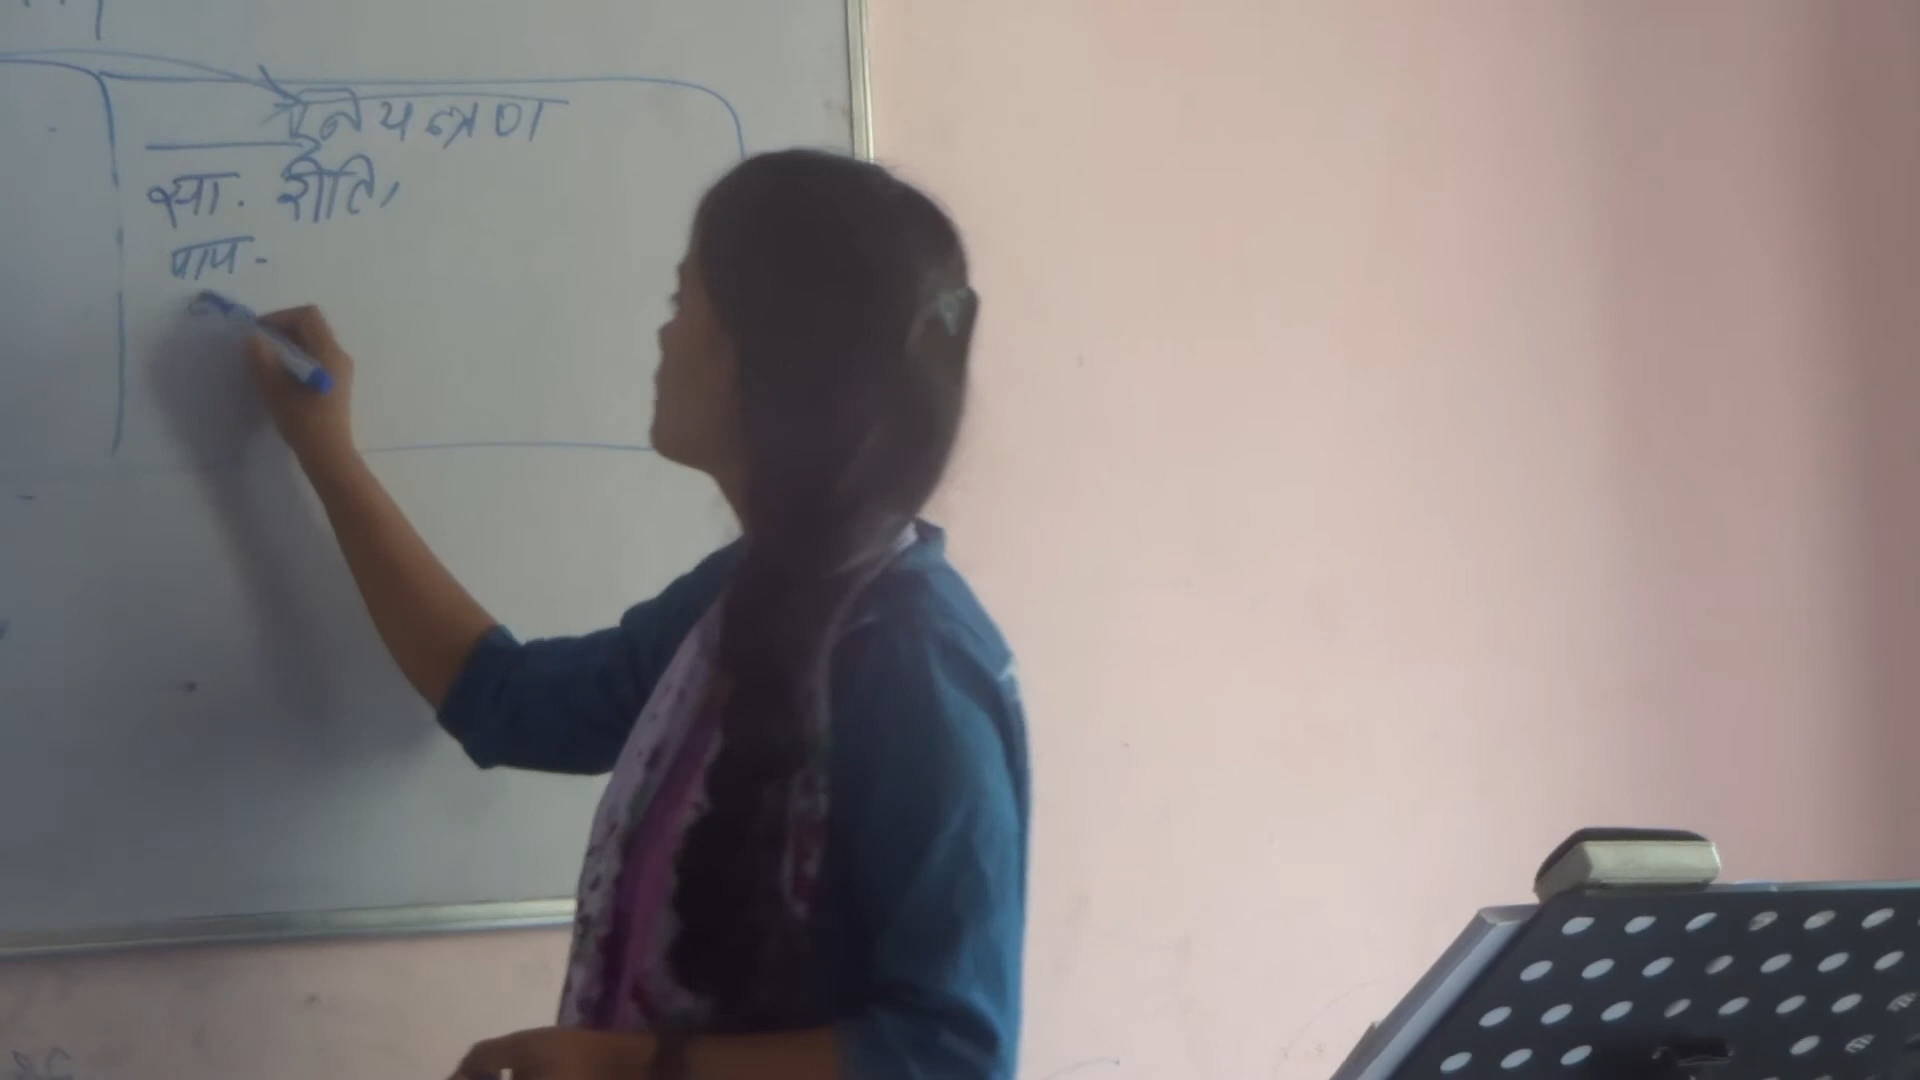 नियन्त्रण
सा. रीति,
पाप -